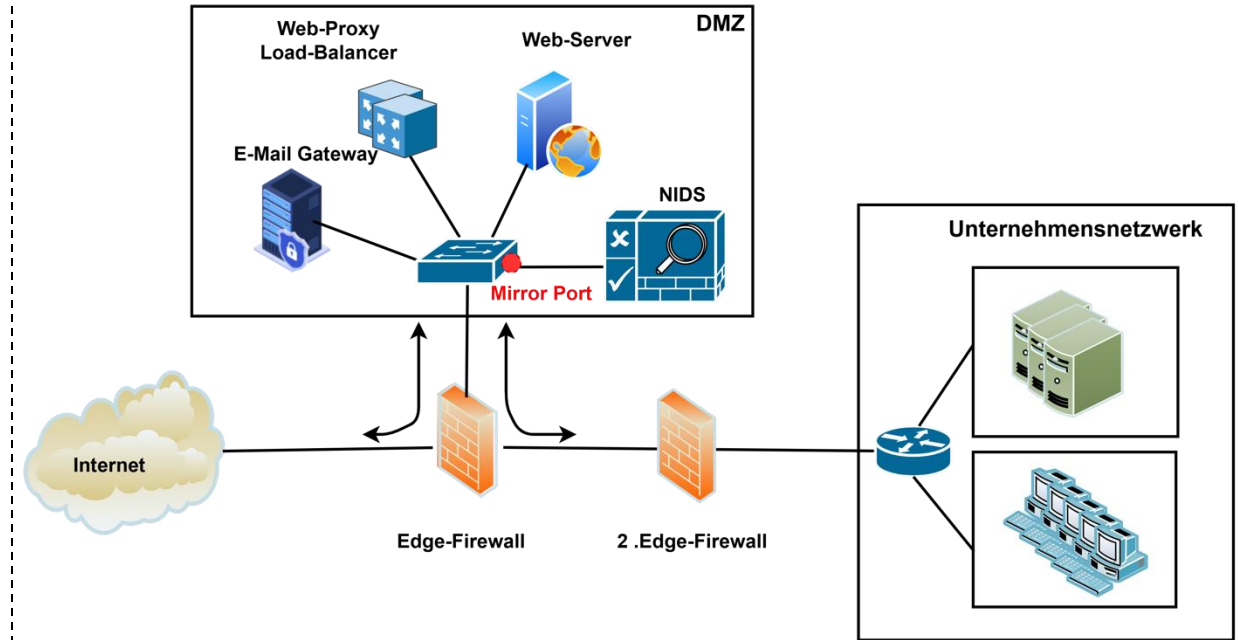 DMZ
Web-Proxy
Load-Balancer
Web-Server
E-Mail Gateway
NIDS
Mirror Port
Unternehmensnetzwerk
Internet
Edge-Firewall
2 .Edge-Firewall